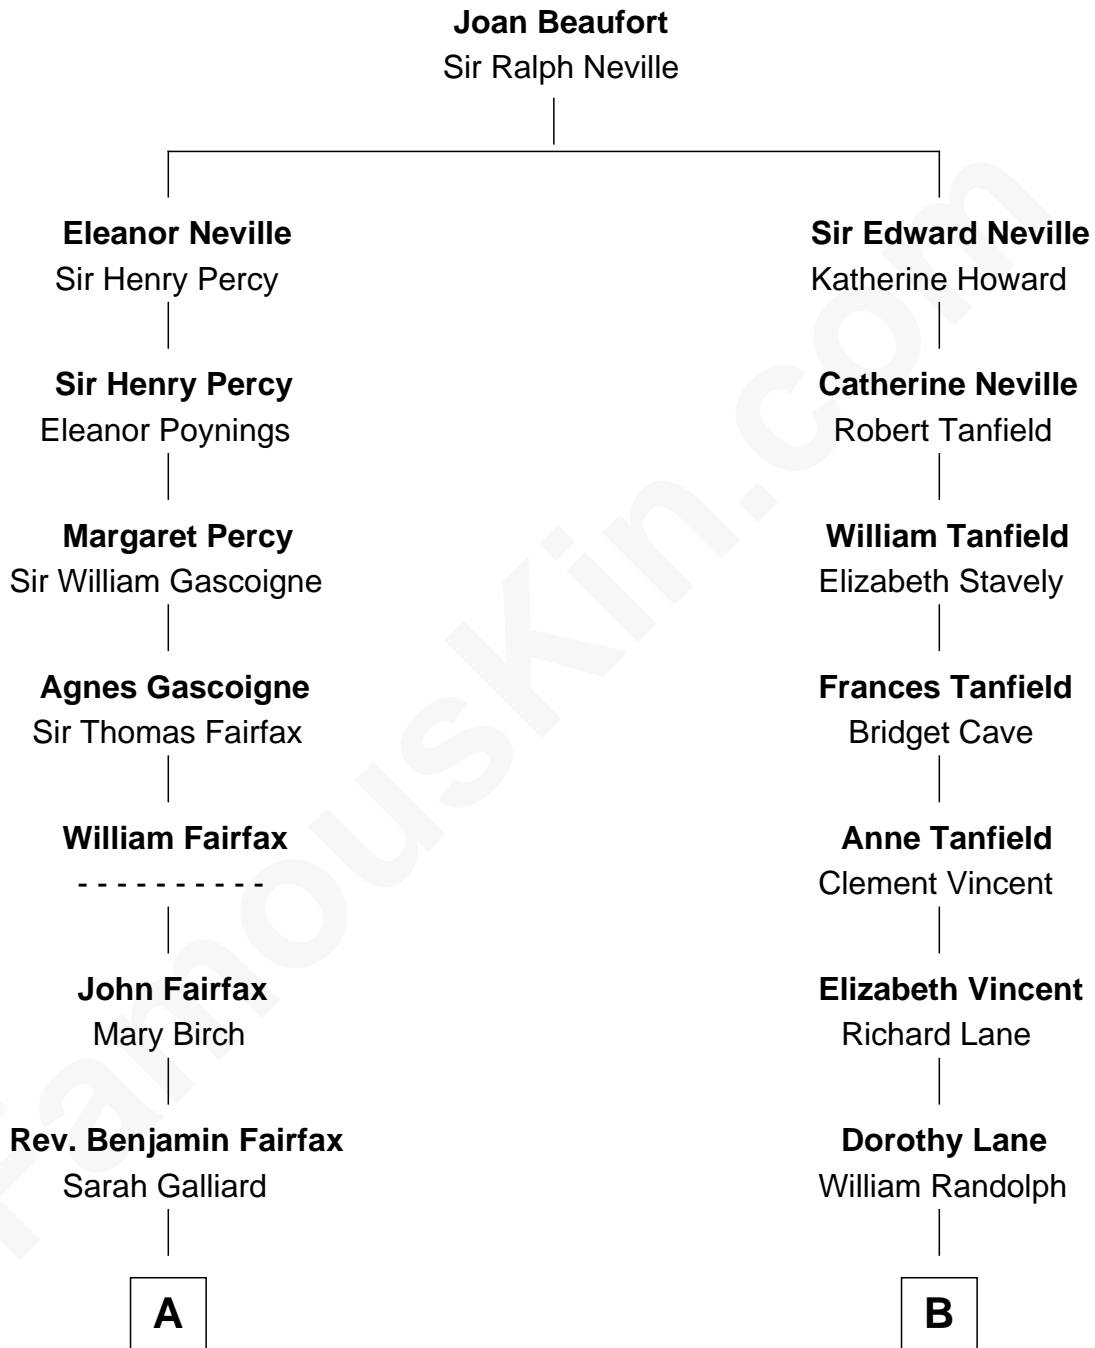 Joan Beaufort
Sir Ralph Neville
Eleanor Neville
Sir Henry Percy
Sir Edward Neville
Katherine Howard
Sir Henry Percy
Eleanor Poynings
Catherine Neville
Robert Tanfield
Margaret Percy
Sir William Gascoigne
William Tanfield
Elizabeth Stavely
Agnes Gascoigne
Sir Thomas Fairfax
Frances Tanfield
Bridget Cave
William Fairfax
- - - - - - - - - -
Anne Tanfield
Clement Vincent
John Fairfax
Mary Birch
Elizabeth Vincent
Richard Lane
Rev. Benjamin Fairfax
Sarah Galliard
Dorothy Lane
William Randolph
A
B
FamousKin.com